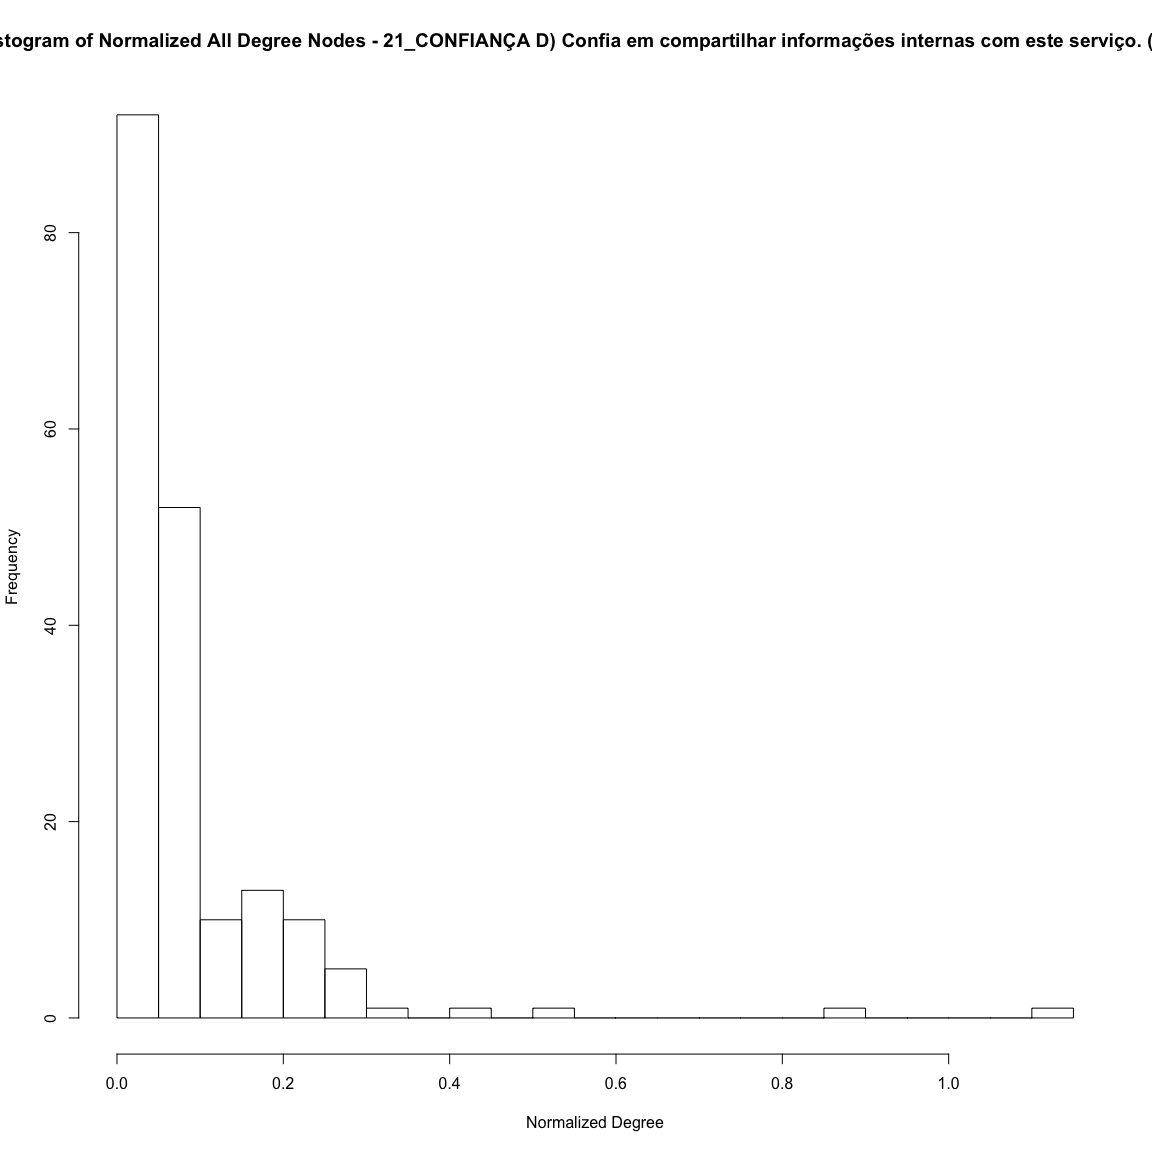 stogram of Normalized All Degree Nodes - 21_CONFIANÇA D) Confia em compartilhar informações internas com este serviço. (
80
60
40
20
0
Frequency
0.0 0.2 0.4 0.6 0.8 1.0
Normalized Degree